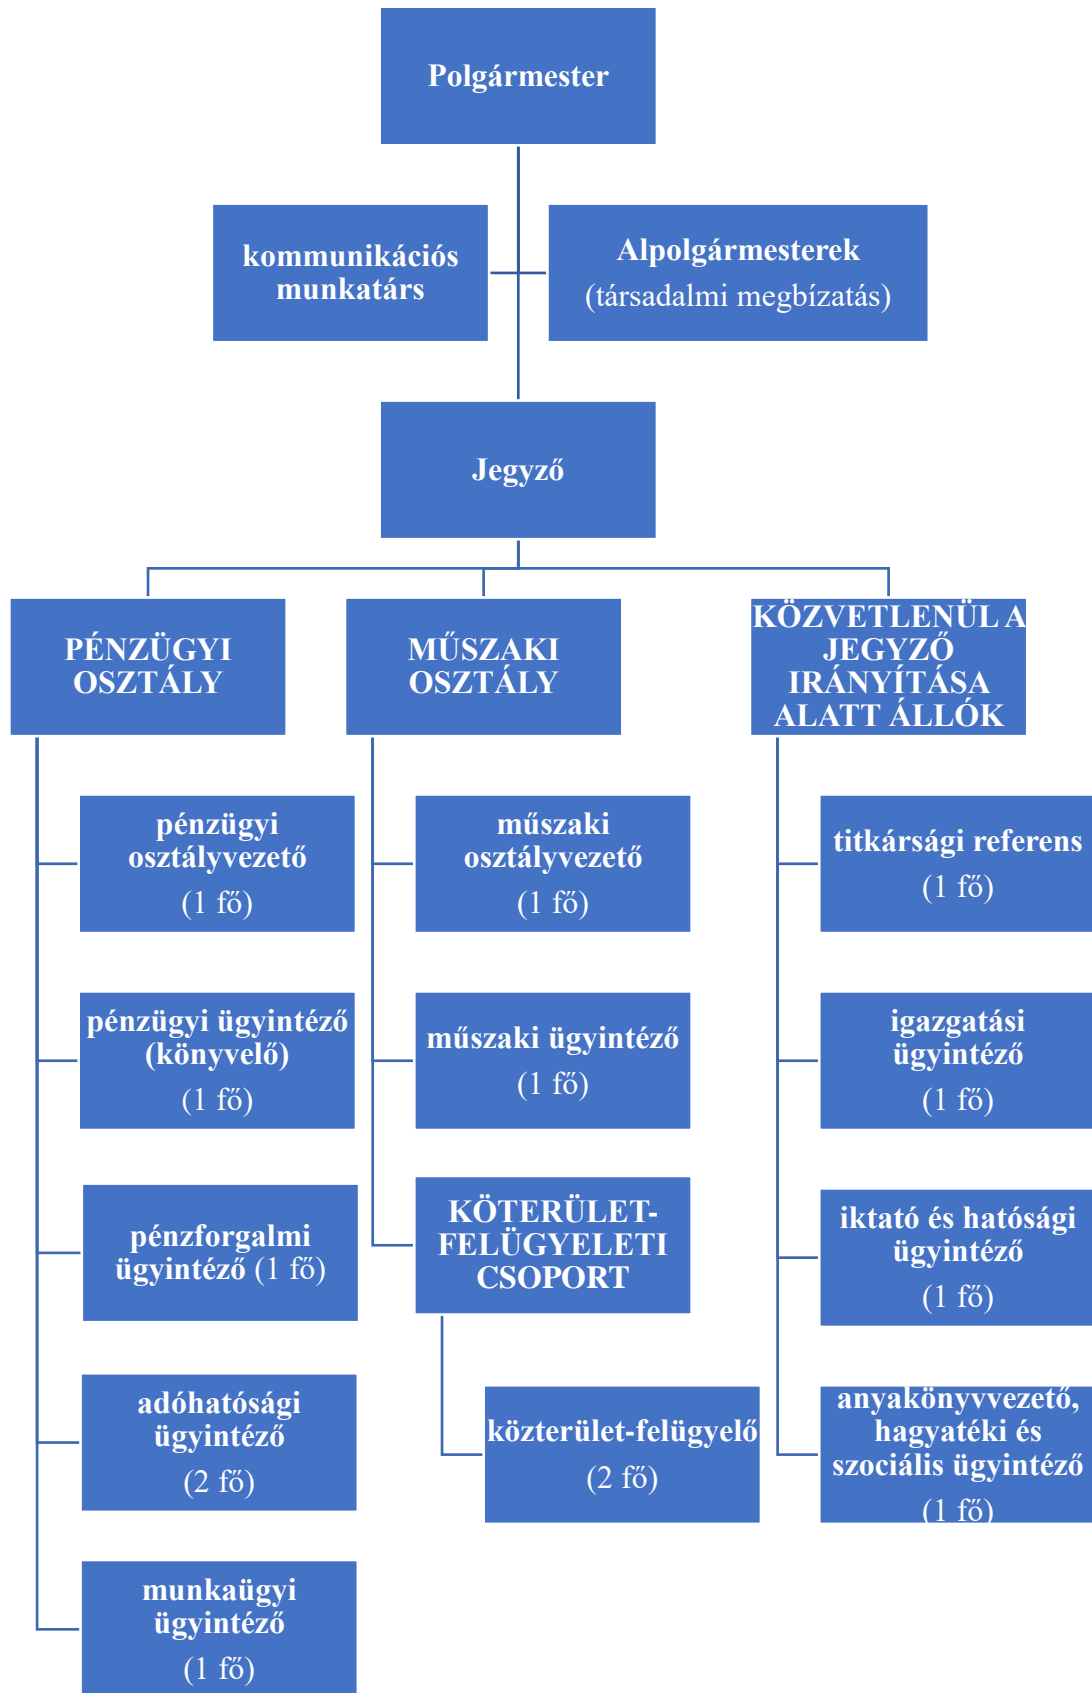 Polgármester
kommunikációs
munkatárs
Alpolgármesterek
(társadalmi megbízatás)
Jegyző
PÉNZÜGYI
OSZTÁLY
MŰSZAKI
OSZTÁLY
KÖZVETLENÜL A
JEGYZŐ
IRÁNYÍTÁSA
ALATT ÁLLÓK
pénzügyi
osztályvezető
(1 fő)
műszaki
osztályvezető
(1 fő)
titkársági referens
(1 fő)
pénzügyi ügyintéző
(könyvelő)
(1 fő)
műszaki ügyintéző
(1 fő)
igazgatási
ügyintéző
(1 fő)
pénzforgalmi
ügyintéző (1 fő)
KÖTERÜLET-
FELÜGYELETI
CSOPORT
iktató és hatósági
ügyintéző
(1 fő)
adóhatósági
ügyintéző
(2 fő)
közterület-felügyelő
(2 fő)
anyakönyvvezető,
hagyatéki és
szociális ügyintéző
(1 fő)
munkaügyi
ügyintéző
(1 fő)